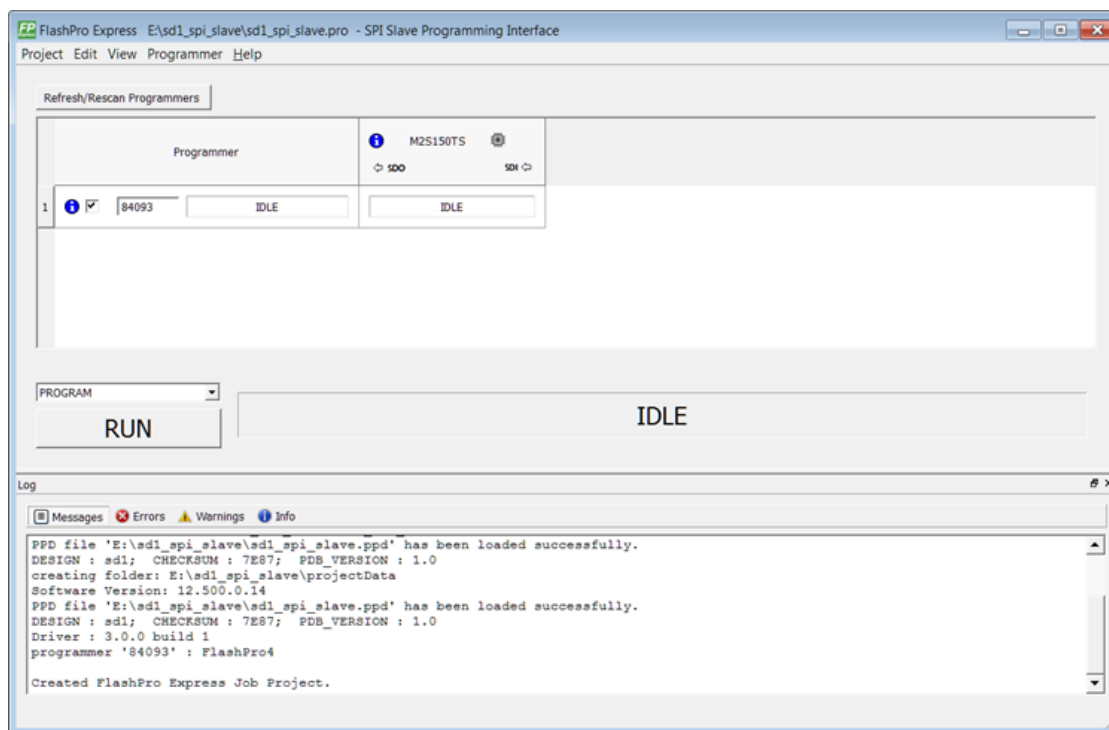 FP FlashPro Express E:\sd1_spi_slave\sd1_spi_slave.pro - SPI Slave Programming Interface
Project Edit View Programmer Help
Refresh/Rescan Programmers
Programmer
M2S150TS
SDO SDI
1 84093 IDLE IDLE
PROGRAM
RUN
IDLE
Log
Messages Errors Warnings Info
PPD file 'E:\sd1_spi_slave\sd1_spi_slave.ppd' has been loaded successfully.
DESIGN : sd1; CHECKSUM : 7E87; PDB_VERSION : 1.0
creating folder: E:\sd1_spi_slave\projectData
Software Version: 12.500.0.14
PPD file 'E:\sd1_spi_slave\sd1_spi_slave.ppd' has been loaded successfully.
DESIGN : sd1; CHECKSUM : 7E87; PDB_VERSION : 1.0
Driver : 3.0.0 build 1
programmer '84093' : FlashPro4
Created FlashPro Express Job Project.